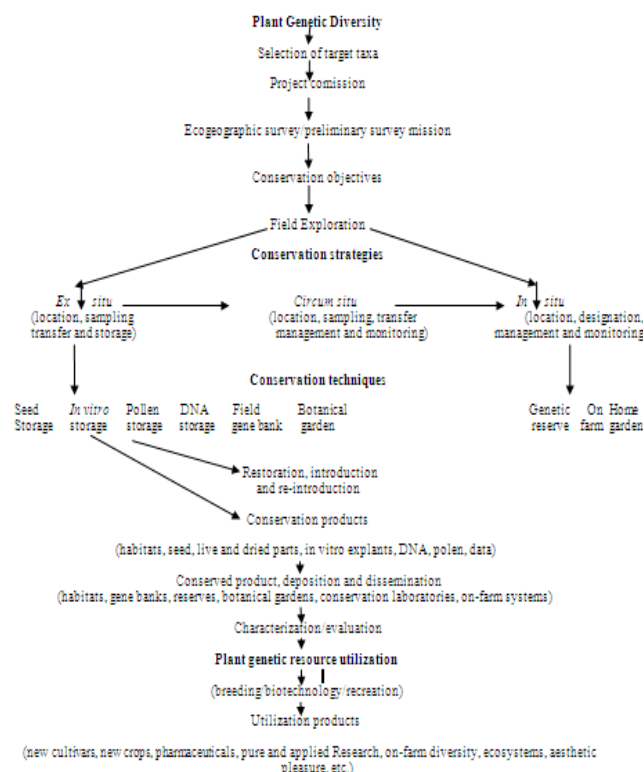 Plant Genetic Diversity
Selection of target taxa
Project comission
Ecogeographic survey/preliminary survey mission
Conservation objectives
Field Exploration
Conservation strategies
Ex situ
(location, sampling
transfer and storage)
Circum situ
(location, sampling, transfer
management and monitoring)
In situ
(location, designation,
management and monitoring)
Conservation techniques
Seed
Storage
In vitro
storage
Pollen
storage
DNA
storage
Field
gene bank
Botanical
garden
Genetic
reserve
On
farm
Home
garden
Restoration, introduction
and re-introduction
Conservation products
(habitats, seed, live and dried parts, in vitro explants, DNA, polen, data)
Conserved product, deposition and dissemination
(habitats, gene banks, reserves, botanical gardens, conservation laboratories, on-farm systems)
Characterization/evaluation
Plant genetic resource utilization
(breeding/biotechnology/recreation)
Utilization products
(new cultivars, new crops, pharmaceuticals, pure and applied Research, on-farm diversity, ecosystems, aesthetic
pleasure, etc.)